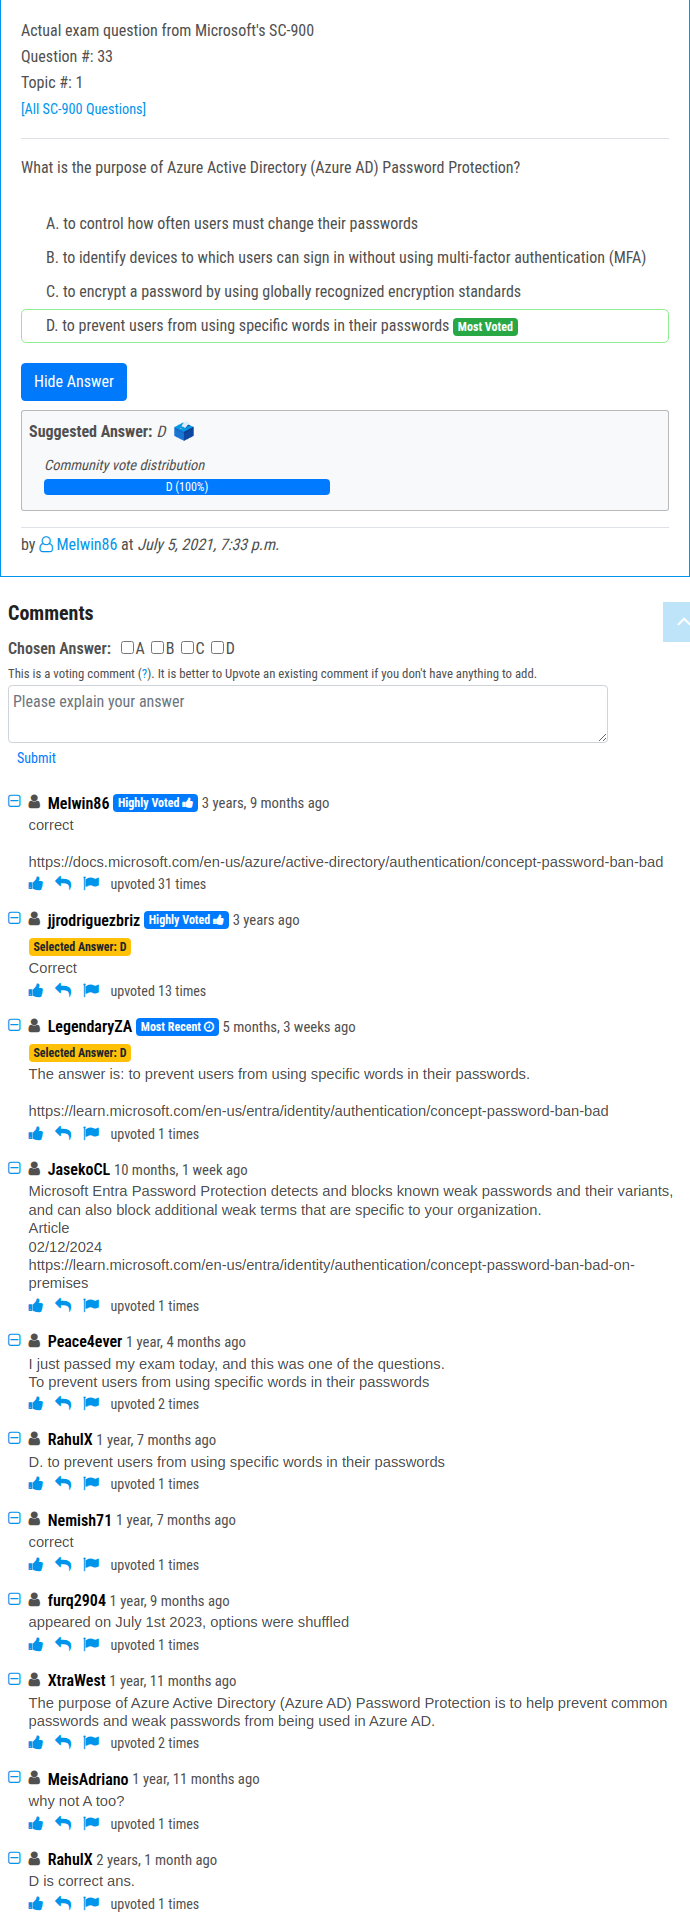 Actual exam question from Microsoft's SC-900
Question #: 33
Topic #: 1
[All SC-900 Questions]
What is the purpose of Azure Active Directory (Azure AD) Password Protection?
A. to control how often users must change their passwords
B. to identify devices to which users can sign in without using multi-factor authentication (MFA)
C. to encrypt a password by using globally recognized encryption standards
D. to prevent users from using specific words in their passwords Most Voted
Hide Answer
Suggested Answer: D
Community vote distribution
D (100%)
by Melwin86 at July 5, 2021, 7:33 p.m.
Comments
Chosen Answer: A B C D
This is a voting comment (?). It is better to Upvote an existing comment if you don't have anything to add.
Please explain your answer
Submit
Melwin86 Highly Voted 3 years, 9 months ago
correct
https://docs.microsoft.com/en-us/azure/active-directory/authentication/concept-password-ban-bad
upvoted 31 times
jjrodriguezbriz Highly Voted 3 years ago
Selected Answer: D
Correct
upvoted 13 times
LegendaryZA Most Recent 5 months, 3 weeks ago
Selected Answer: D
The answer is: to prevent users from using specific words in their passwords.
https://learn.microsoft.com/en-us/entra/identity/authentication/concept-password-ban-bad
upvoted 1 times
JasekoCL 10 months, 1 week ago
Microsoft Entra Password Protection detects and blocks known weak passwords and their variants,
and can also block additional weak terms that are specific to your organization.
Article
02/12/2024
https://learn.microsoft.com/en-us/entra/identity/authentication/concept-password-ban-bad-on-
premises
upvoted 1 times
Peace4ever 1 year, 4 months ago
I just passed my exam today, and this was one of the questions.
To prevent users from using specific words in their passwords
upvoted 2 times
RahulX 1 year, 7 months ago
D. to prevent users from using specific words in their passwords
upvoted 1 times
Nemish71 1 year, 7 months ago
correct
upvoted 1 times
furq2904 1 year, 9 months ago
appeared on July 1st 2023, options were shuffled
upvoted 1 times
XtraWest 1 year, 11 months ago
The purpose of Azure Active Directory (Azure AD) Password Protection is to help prevent common
passwords and weak passwords from being used in Azure AD.
upvoted 2 times
MeisAdriano 1 year, 11 months ago
why not A too?
upvoted 1 times
RahulX 2 years, 1 month ago
D is correct ans.
upvoted 1 times